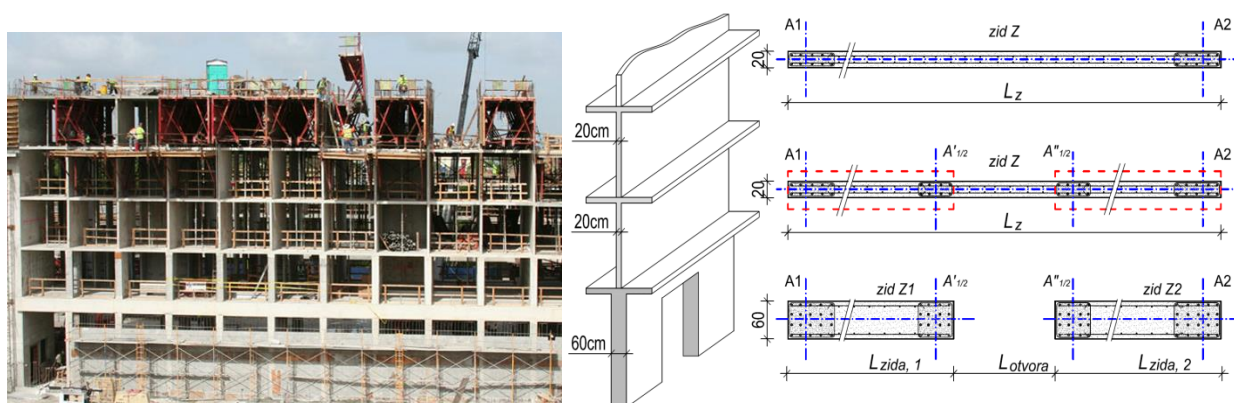 20cm
20cm
60cm
A1
zid Z
A2
20
Lz
A1
A'1/2
zid Z
A"1/2
A2
20
Lz
A1
zid Z1
A'1/2
A"1/2
zid Z2
A2
60
Lzida, 1
Lotvora
Lzida, 2